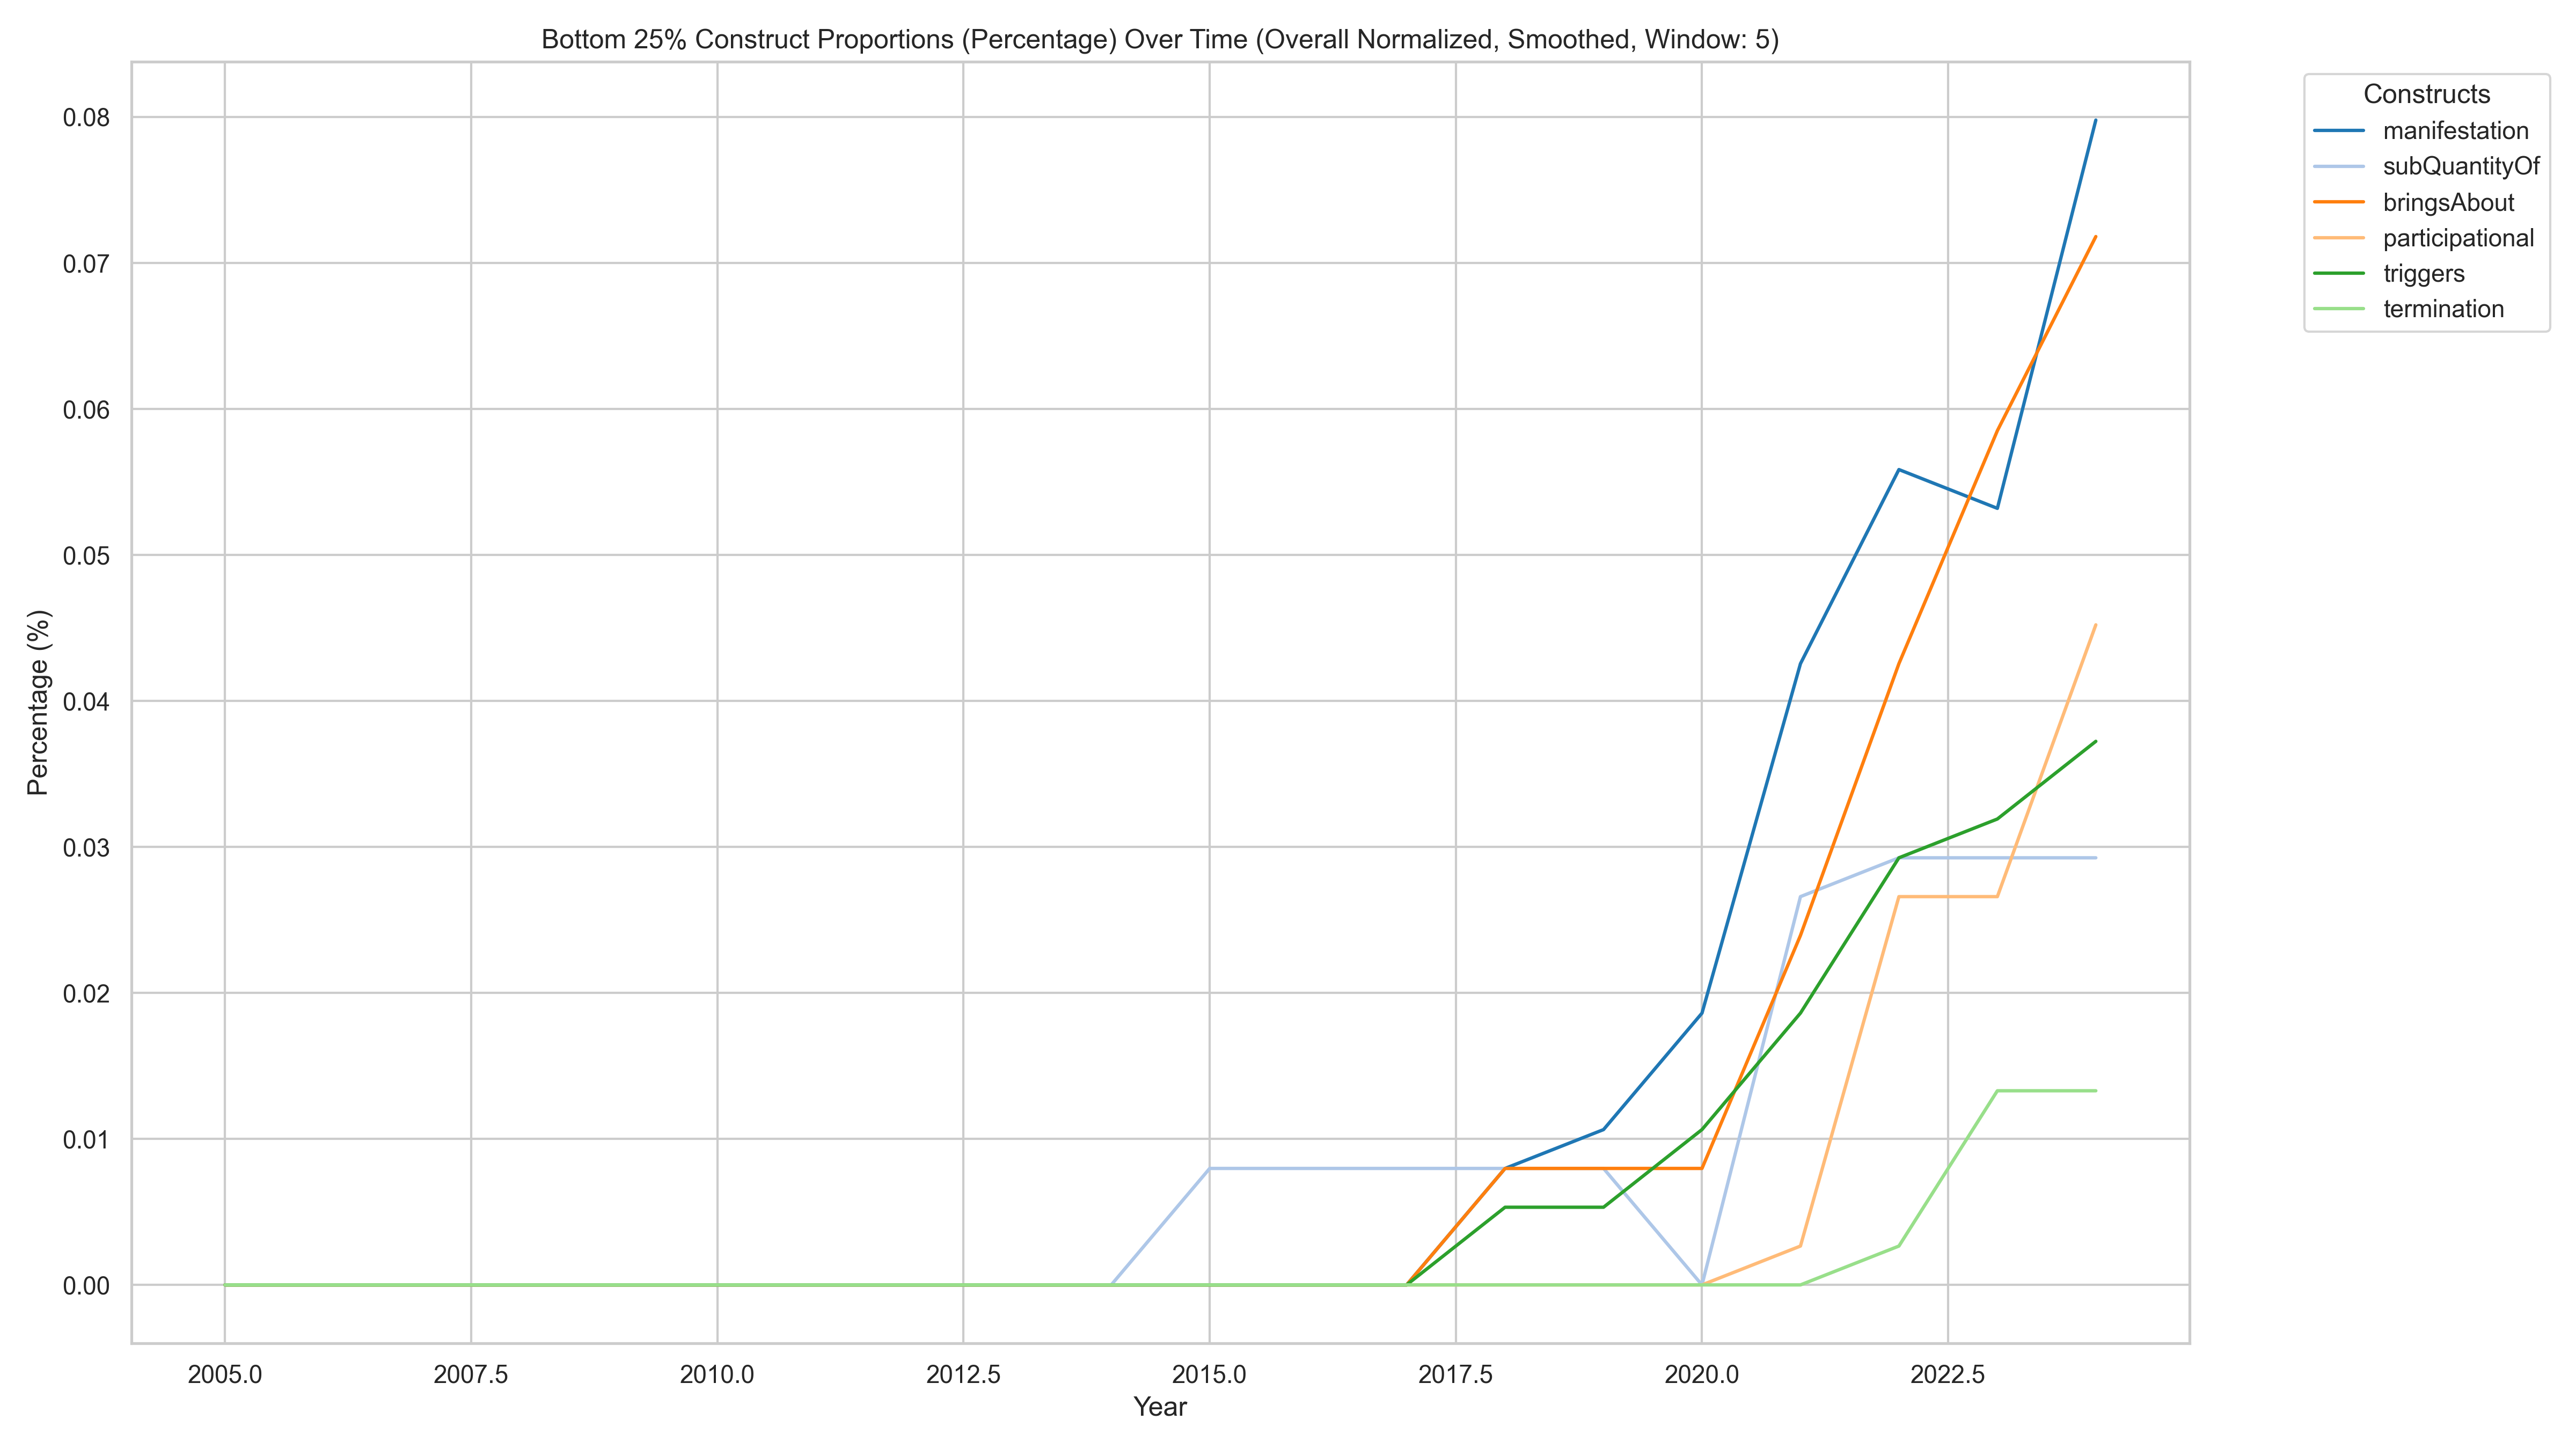 Bottom 25% Construct Proportions (Percentage) Over Time (Overall Normalized, Smoothed, Window: 5)
Constructs
manifestation
subQuantityOf
bringsAbout
participational
triggers
termination
Percentage (%)
0.08
0.07
0.06
0.05
0.04
0.03
0.02
0.01
0.00
2005.0 2007.5 2010.0 2012.5 2015.0 2017.5 2020.0 2022.5
Year